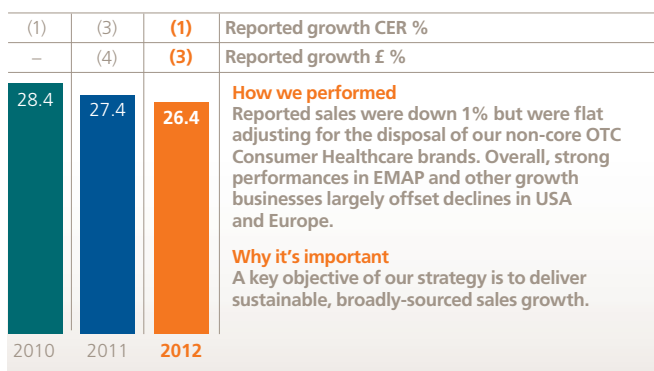 (1) (3) (1) Reported growth CER %
– (4) (3) Reported growth £ %
28.4 27.4 26.4
How we performed
Reported sales were down 1% but were flat
adjusting for the disposal of our non-core OTC
Consumer Healthcare brands. Overall, strong
performances in EMAP and other growth
businesses largely offset declines in USA
and Europe.
Why it’s important
A key objective of our strategy is to deliver
sustainable, broadly-sourced sales growth.
2010 2011 2012